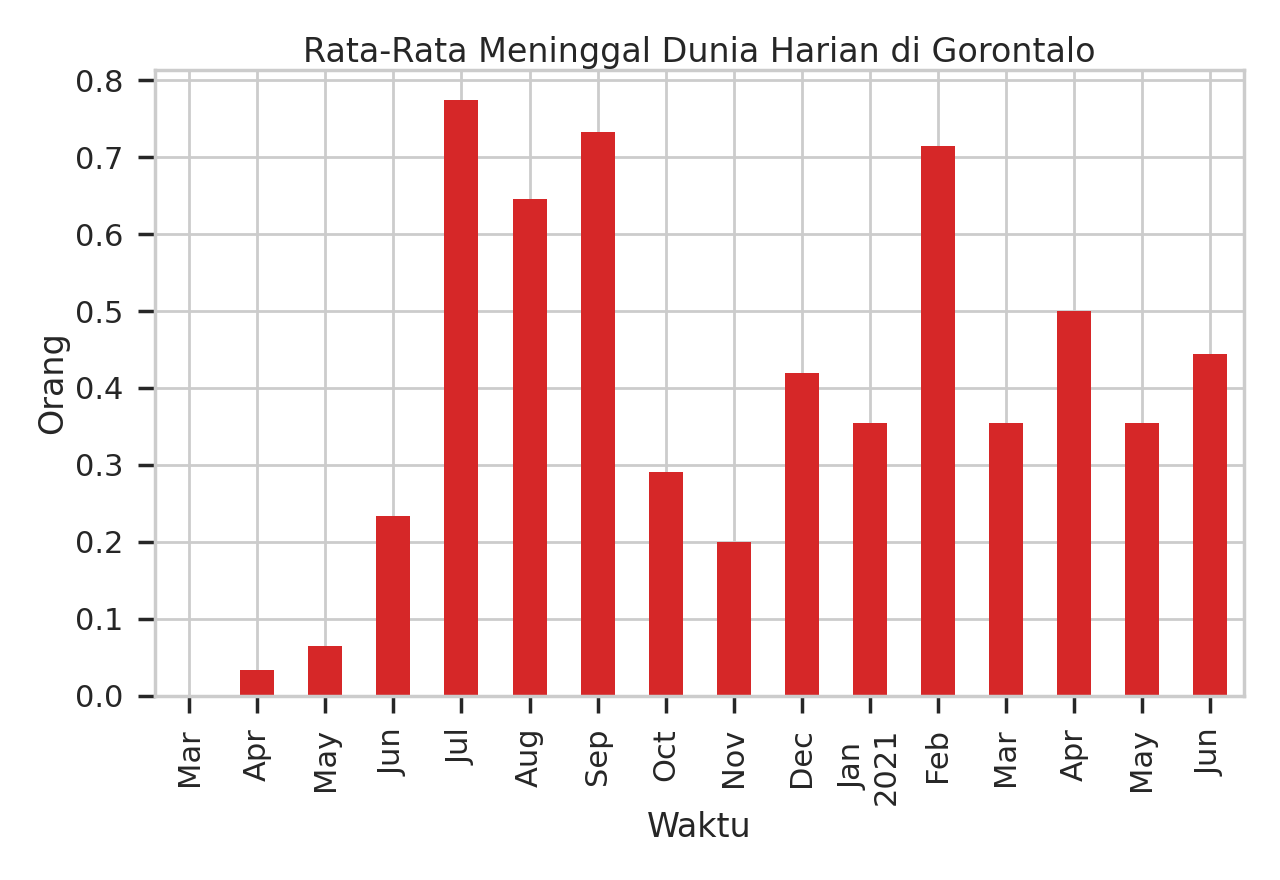 Rata-Rata Meninggal Dunia Harian di Gorontalo
0.8
0.7
0.6
0.5
0.4
0.3
0.2
0.1
0.0
Orang
Mar
Apr
May
Jun
Jul
Aug
Sep
Oct
Nov
Dec
Jan
2021
Feb
Mar
Apr
May
Jun
Waktu